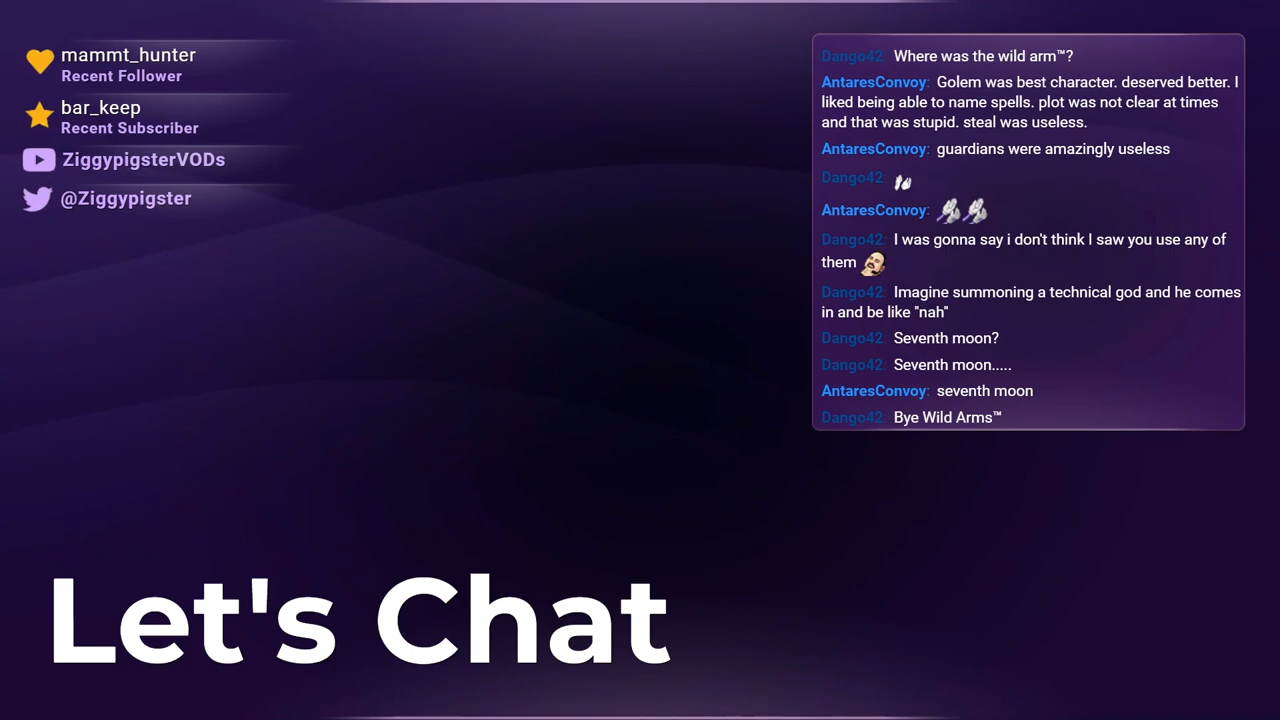 mammt_hunter
Recent Follower
bar_keep
Recent Subscriber
ZiggypigsterVODs
@Ziggypigster
Dango42: Where was the wild arm™?
AntaresConvoy: Golem was best character. deserved better. I
liked being able to name spells. plot was not clear at times
and that was stupid. steal was useless.
AntaresConvoy: guardians were amazingly useless
Dango42:
AntaresConvoy:
Dango42: I was gonna say i don't think I saw you use any of
them
Dango42: Imagine summoning a technical god and he comes
in and be like "nah"
Dango42: Seventh moon?
Dango42: Seventh moon.....
AntaresConvoy: seventh moon
Dango42: Bye Wild Arms™
Let's Chat